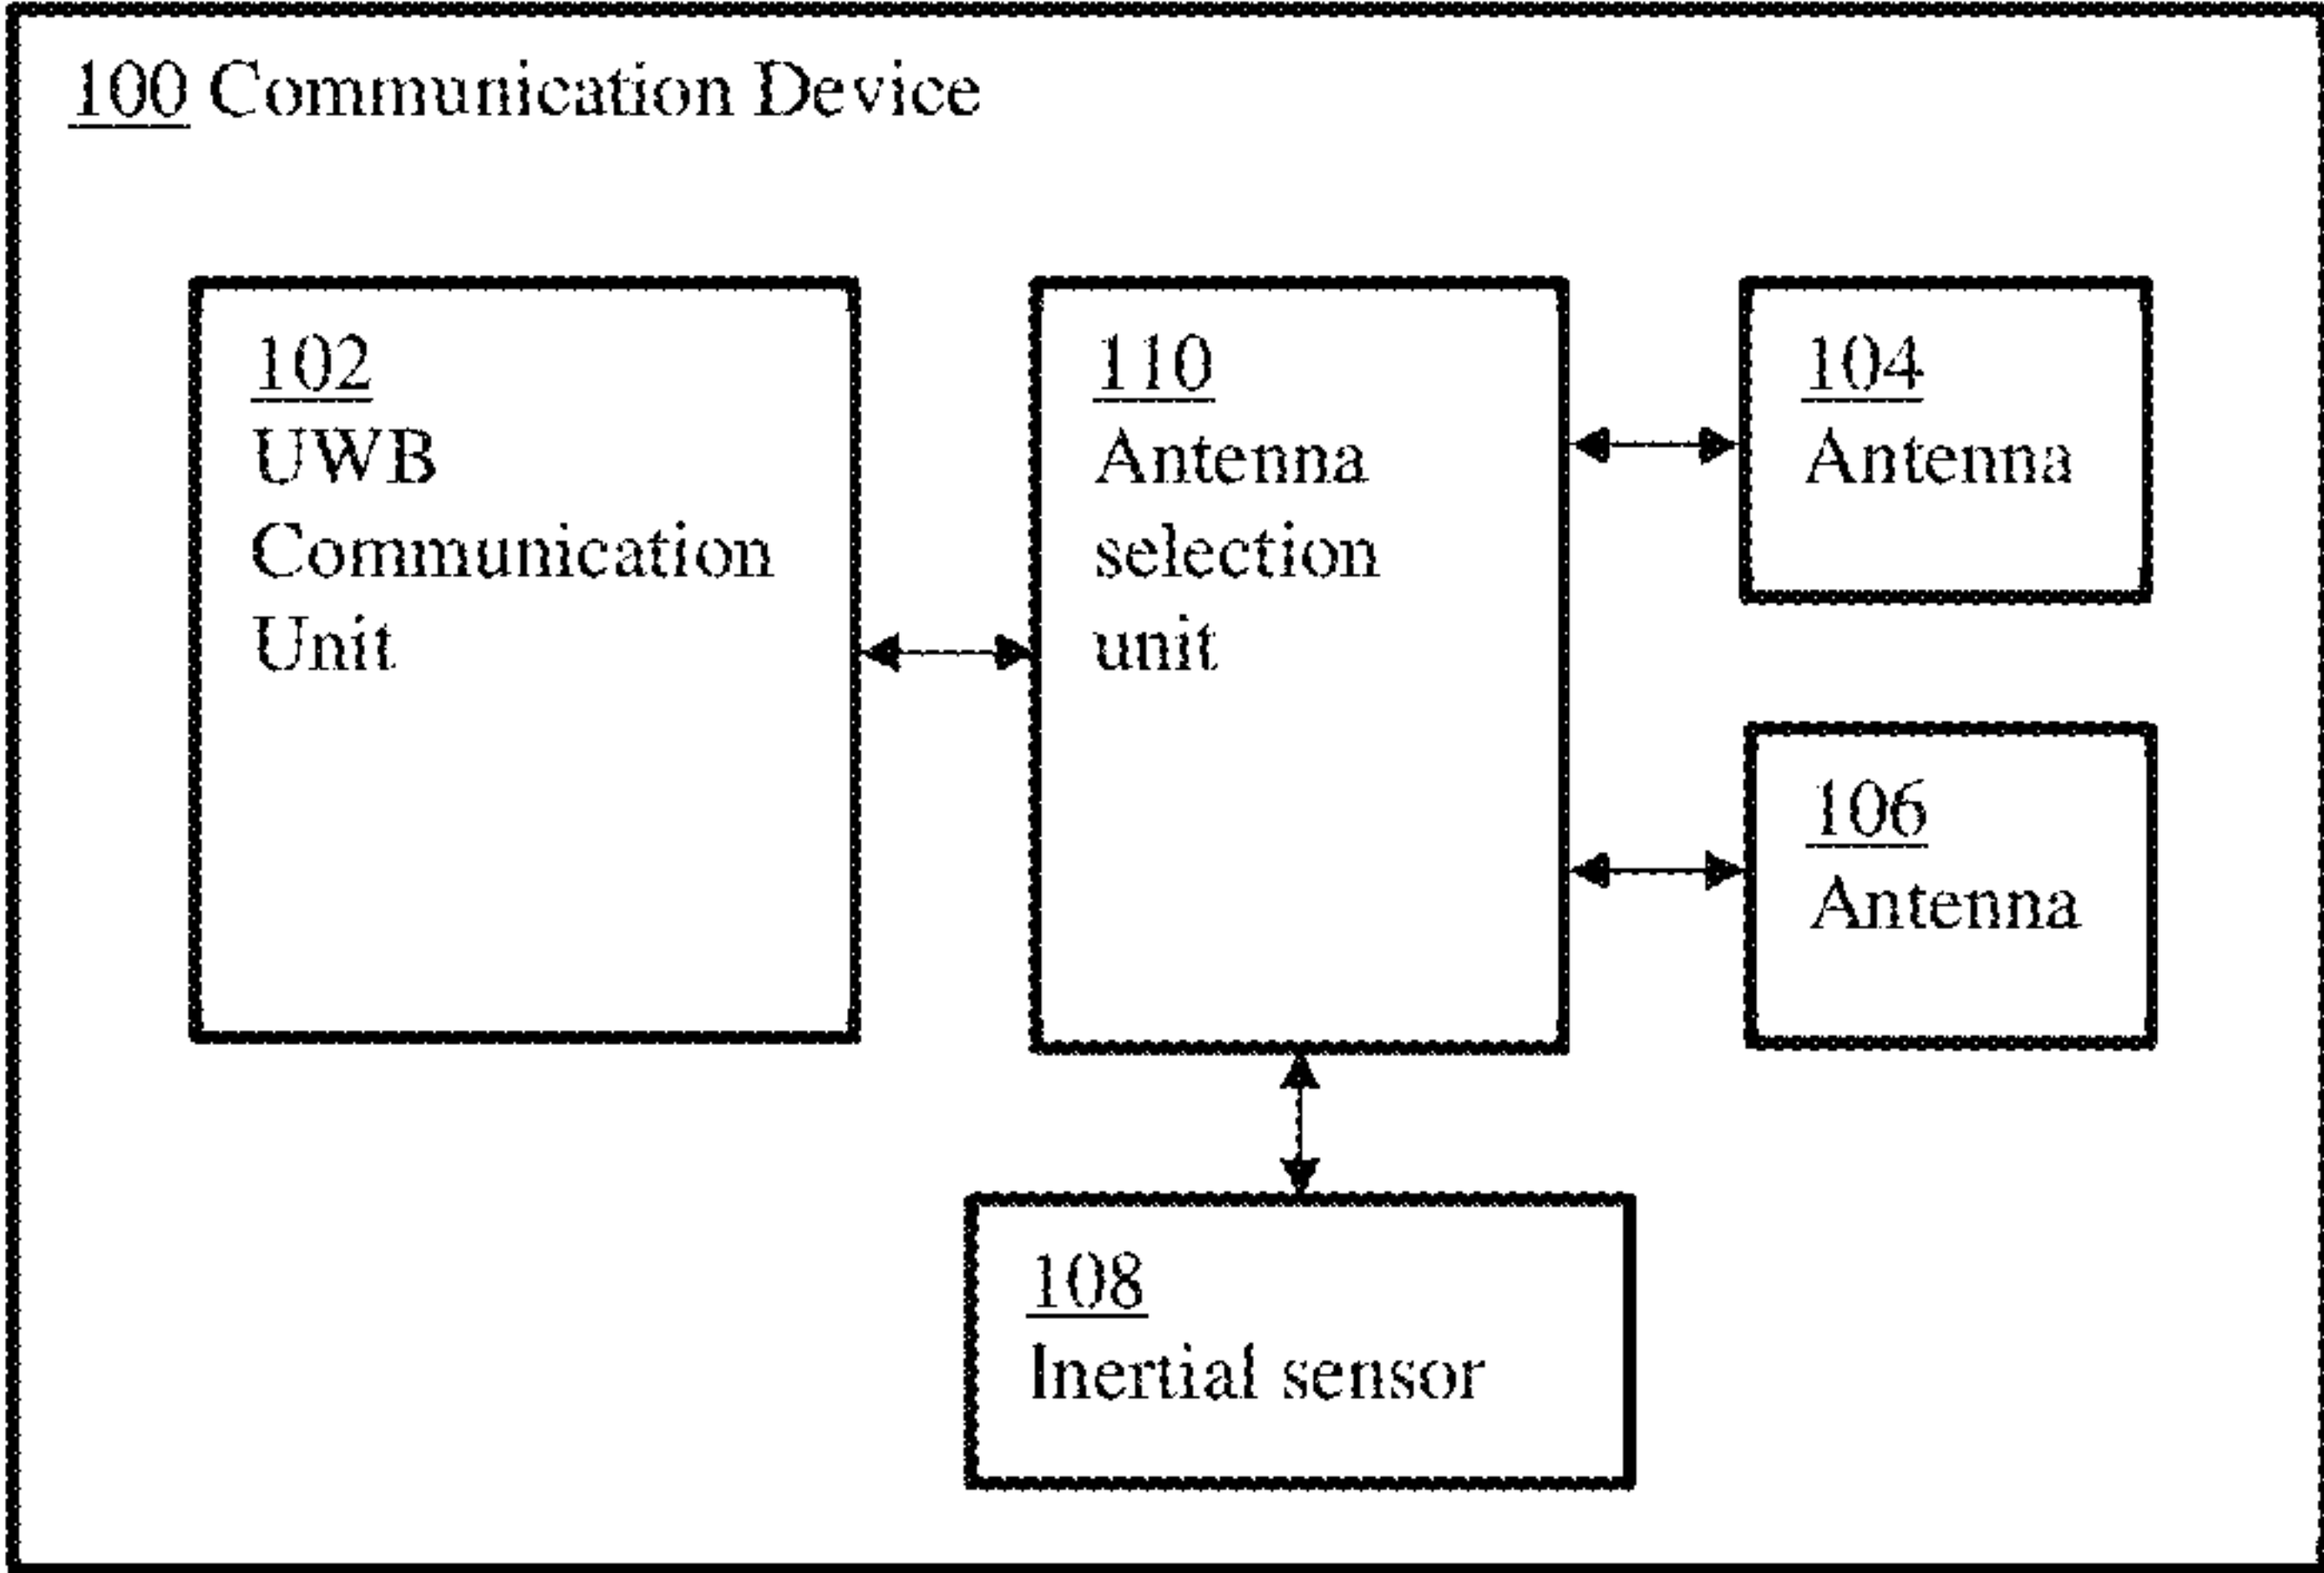 100 Communication Device
102
UWB
Communication
Unit
110
Antenna
selection
unit
104
Antenna
106
Antenna
108
Inertial sensor